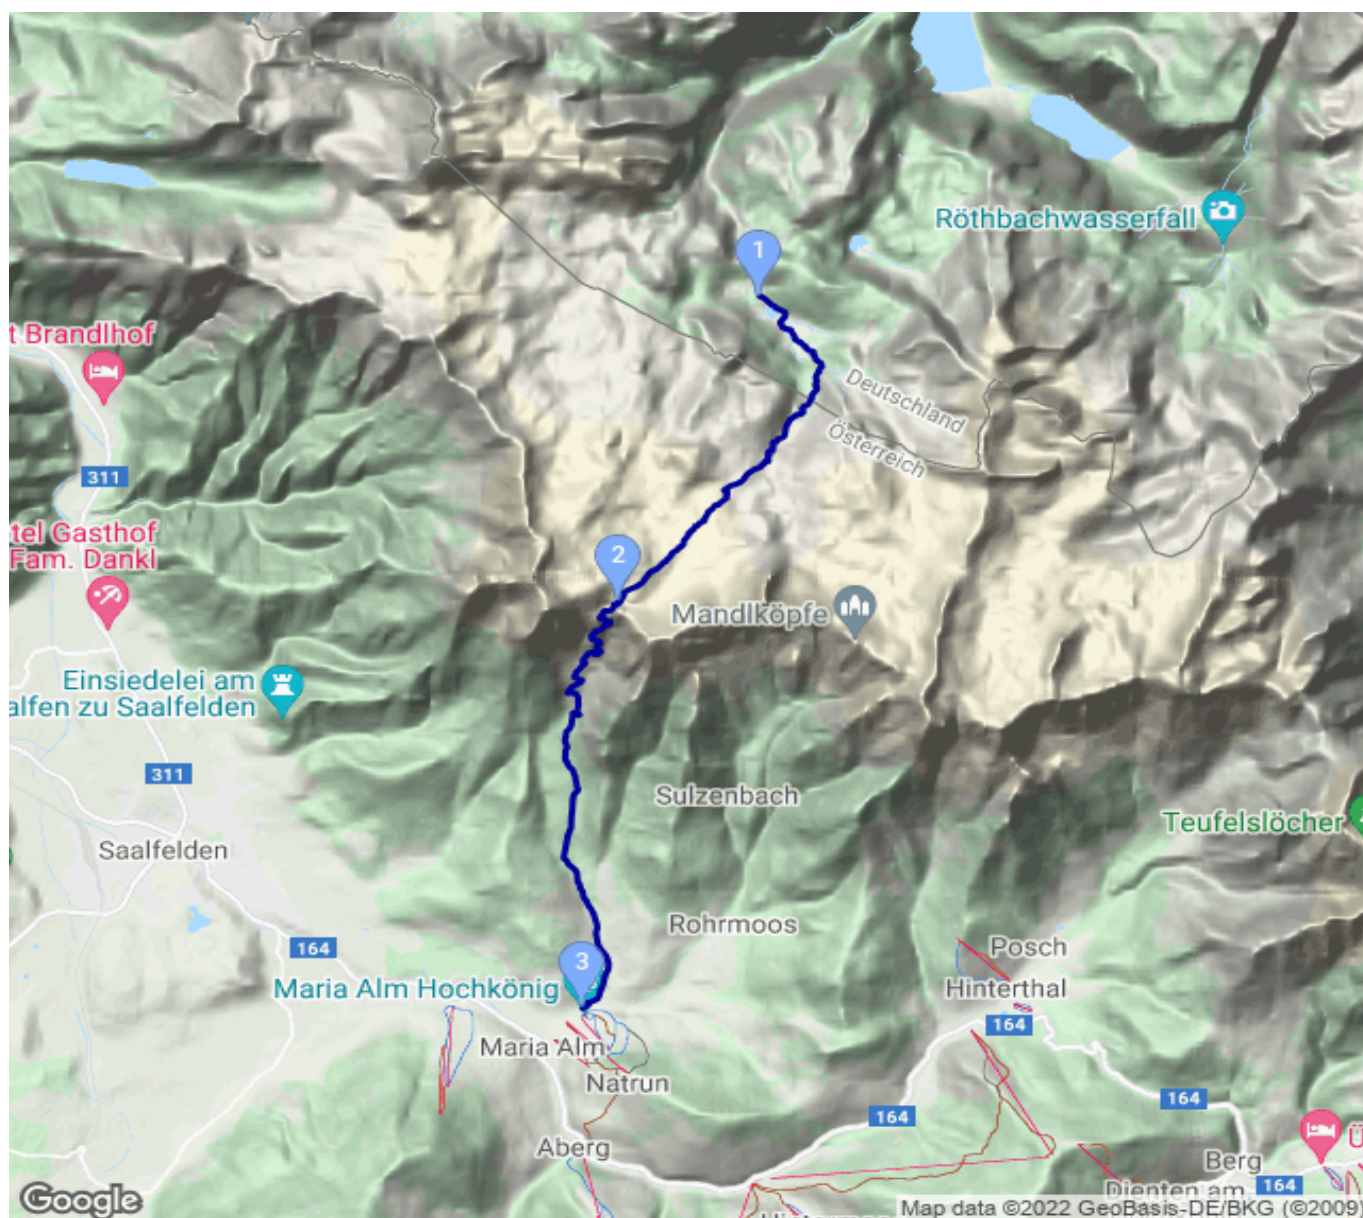 Röthbachwasserfall
1
t Brandlhof
Deutschland
Österreich
311
tel Gasthof
Fam. Dankl
2
Mandlköpfe
Einsiedelei am
alfen zu Saalfelden
311
Sulzenbach
Teufelslöcher
Saalfelden
Rohrmoos
164
Posch
3
Maria Alm Hochkönig
Hinterthal
164
Maria Alm
Natrun
164
164
Aberg
Ü
Berg
164
Dienten am
Google
Map data ©2022 GeoBasis-DE/BKG (©2009)